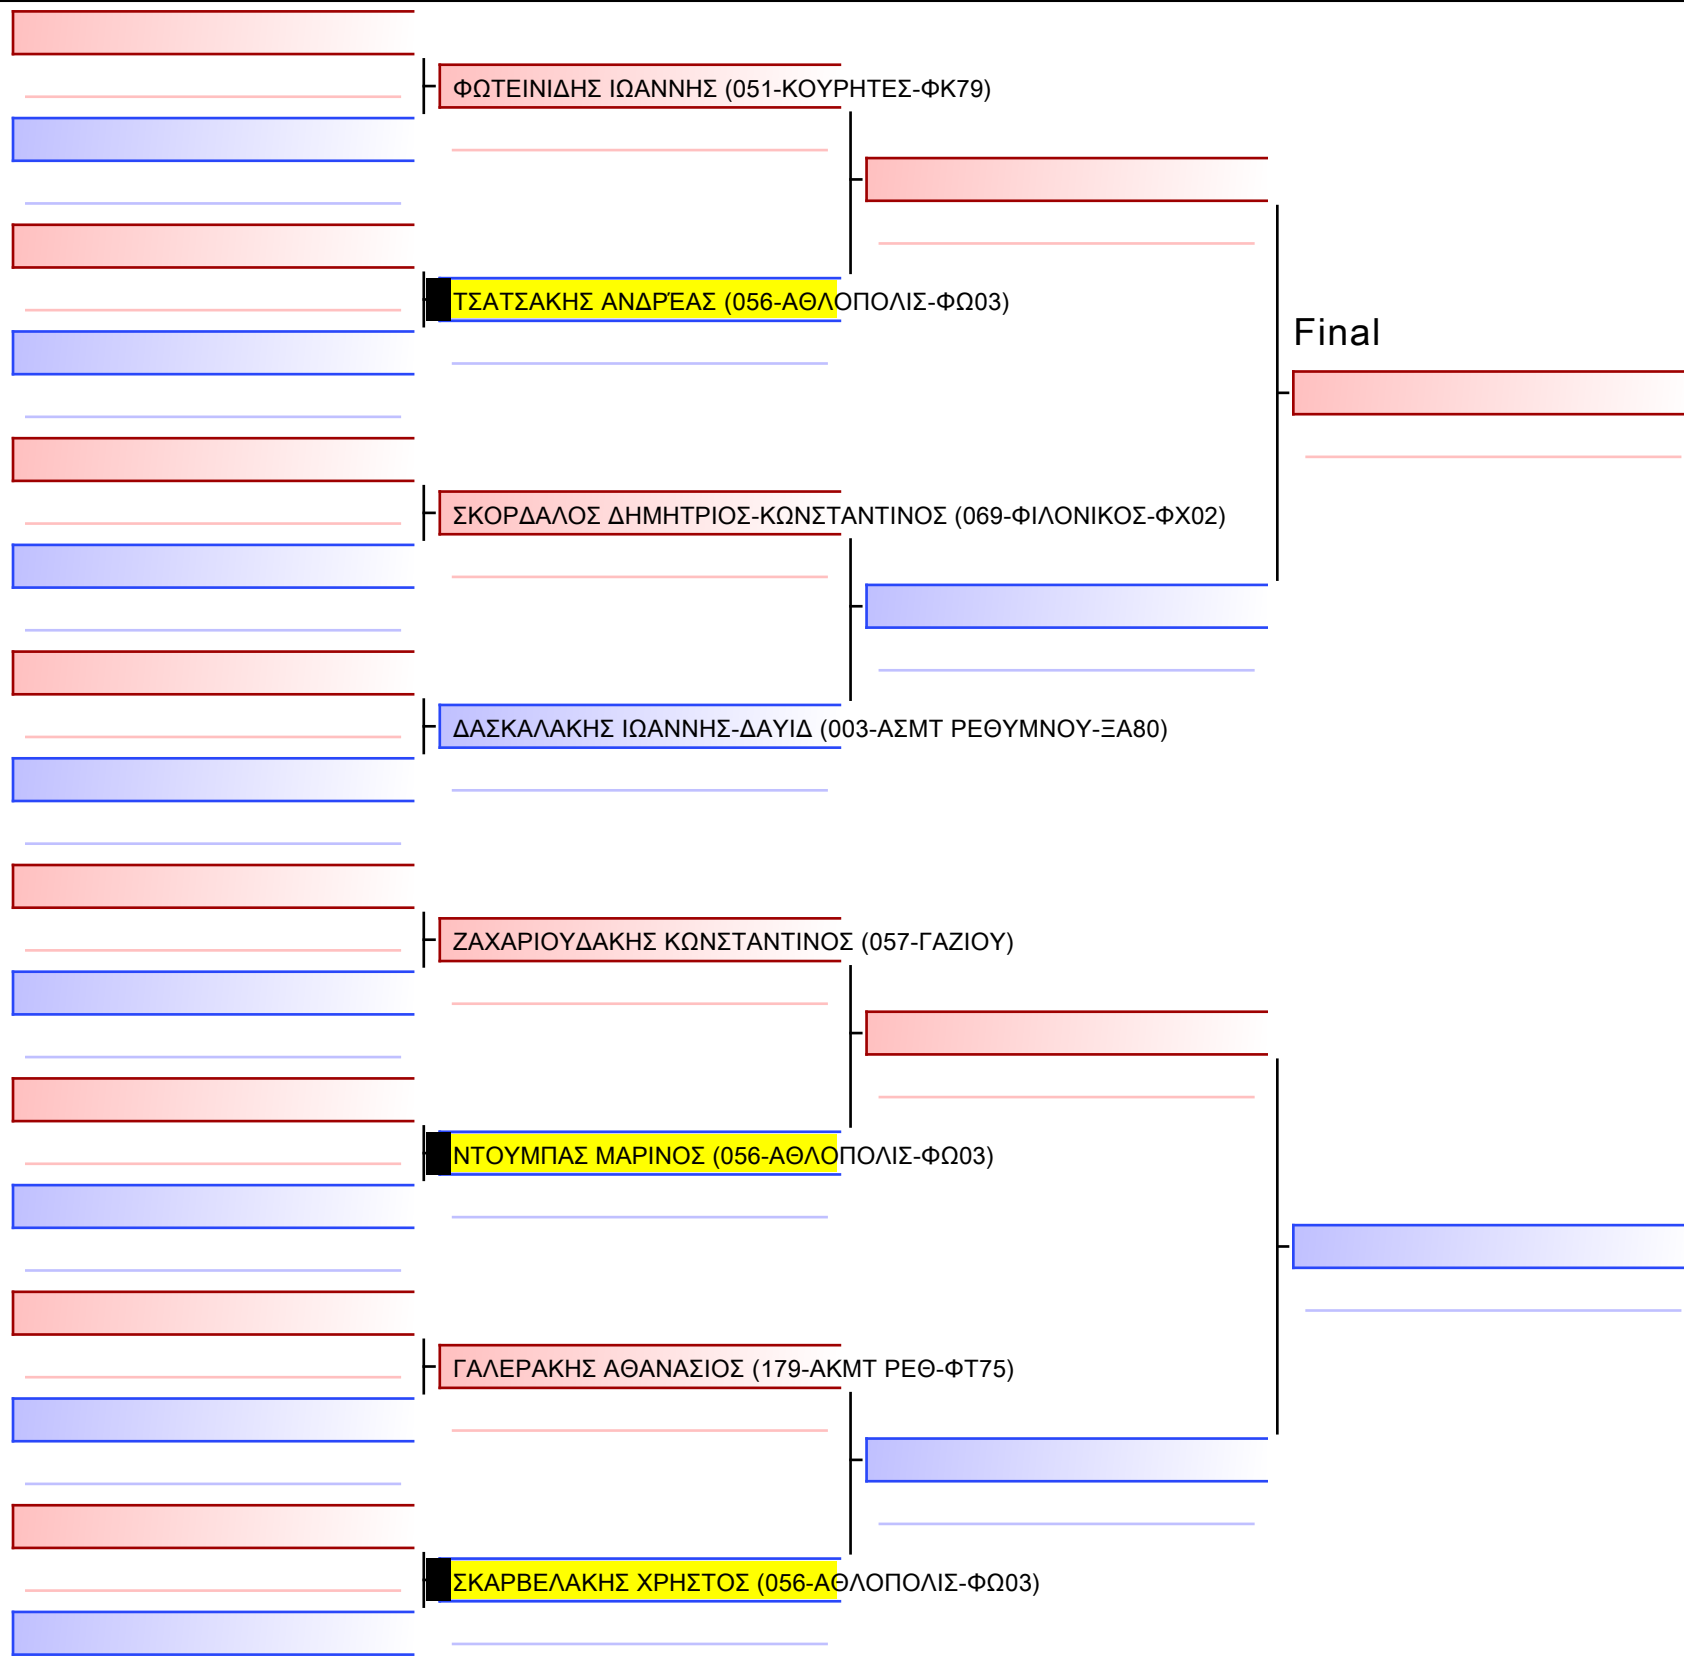 ΦΩΤΕΙΝΙΔΗΣ ΙΩΑΝΝΗΣ (051-ΚΟΥΡΗΤΕΣ-ΦΚ79)
ΤΣΑΤΣΑΚΗΣ ΑΝΔΡΈΑΣ (056-ΑΘΛΟΠΟΛΙΣ-ΦΩ03)
Final
ΣΚΟΡΔΑΛΟΣ ΔΗΜΗΤΡΙΟΣ-ΚΩΝΣΤΑΝΤΙΝΟΣ (069-ΦΙΛΟΝΙΚΟΣ-ΦΧ02)
ΔΑΣΚΑΛΑΚΗΣ ΙΩΑΝΝΗΣ-ΔΑΥΙΔ (003-ΑΣΜΤ ΡΕΘΥΜΝΟΥ-ΞΑ80)
ΖΑΧΑΡΙΟΥΔΑΚΗΣ ΚΩΝΣΤΑΝΤΙΝΟΣ (057-ΓΑΖΙΟΥ)
ΝΤΟΥΜΠΑΣ ΜΑΡΙΝΟΣ (056-ΑΘΛΟΠΟΛΙΣ-ΦΩ03)
ΓΑΛΕΡΑΚΗΣ ΑΘΑΝΑΣΙΟΣ (179-ΑΚΜΤ ΡΕΘ-ΦΤ75)
ΣΚΑΡΒΕΛΑΚΗΣ ΧΡΗΣΤΟΣ (056-ΑΘΛΟΠΟΛΙΣ-ΦΩ03)